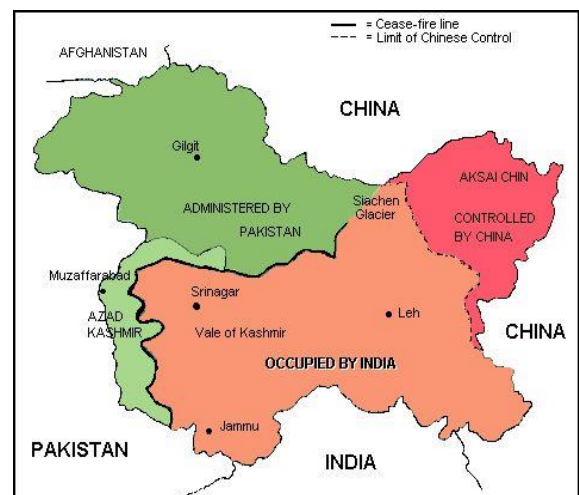 = Cease-fire line
= Limit of Chinese Control
AFGHANISTAN
CHINA
Gilgit
AKSAI CHIN
Siachen
Glacier
ADMINISTERED BY
PAKISTAN
CONTROLLED
BY CHINA
Muzaffarabad
Srinagar
AZAD
KASHMIR
Leh
Vale of Kashmir
CHINA
OCCUPIED BY INDIA
Jammu
PAKISTAN
INDIA